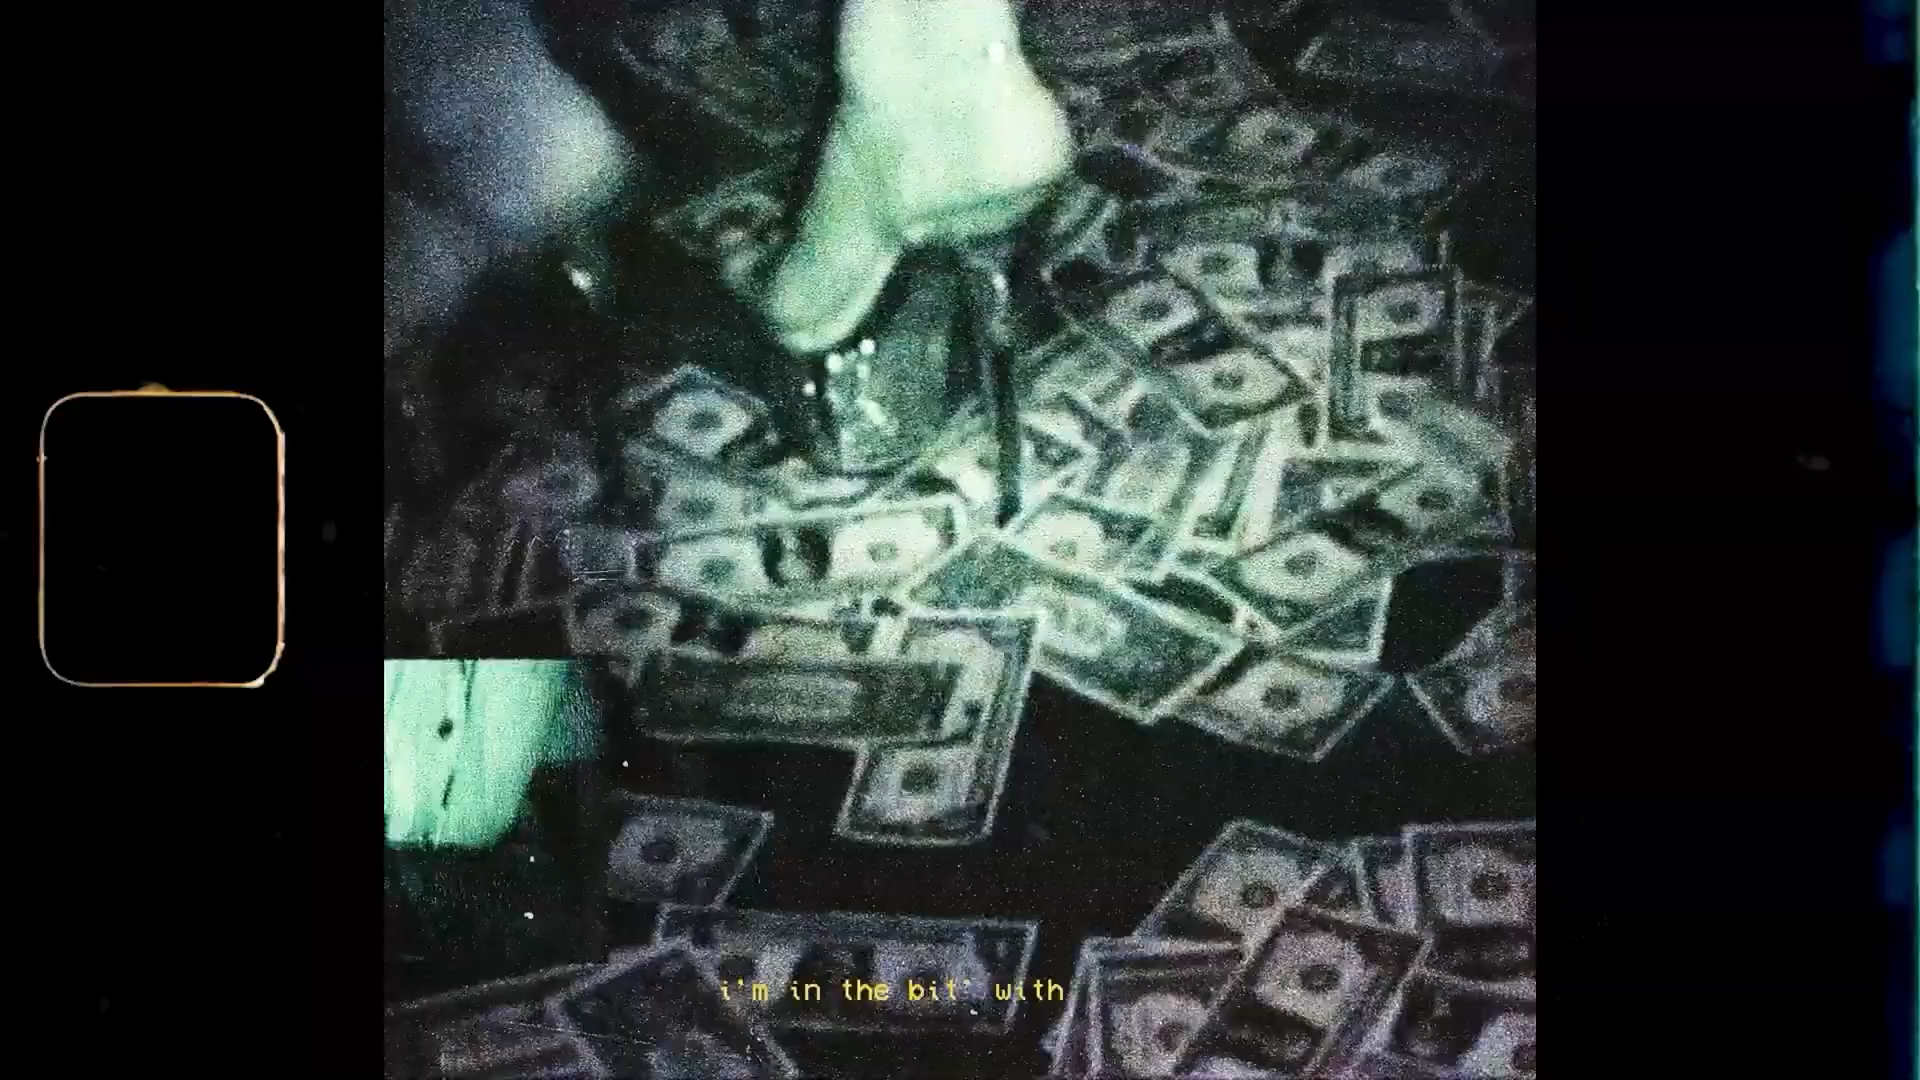 i'm in the bit' with